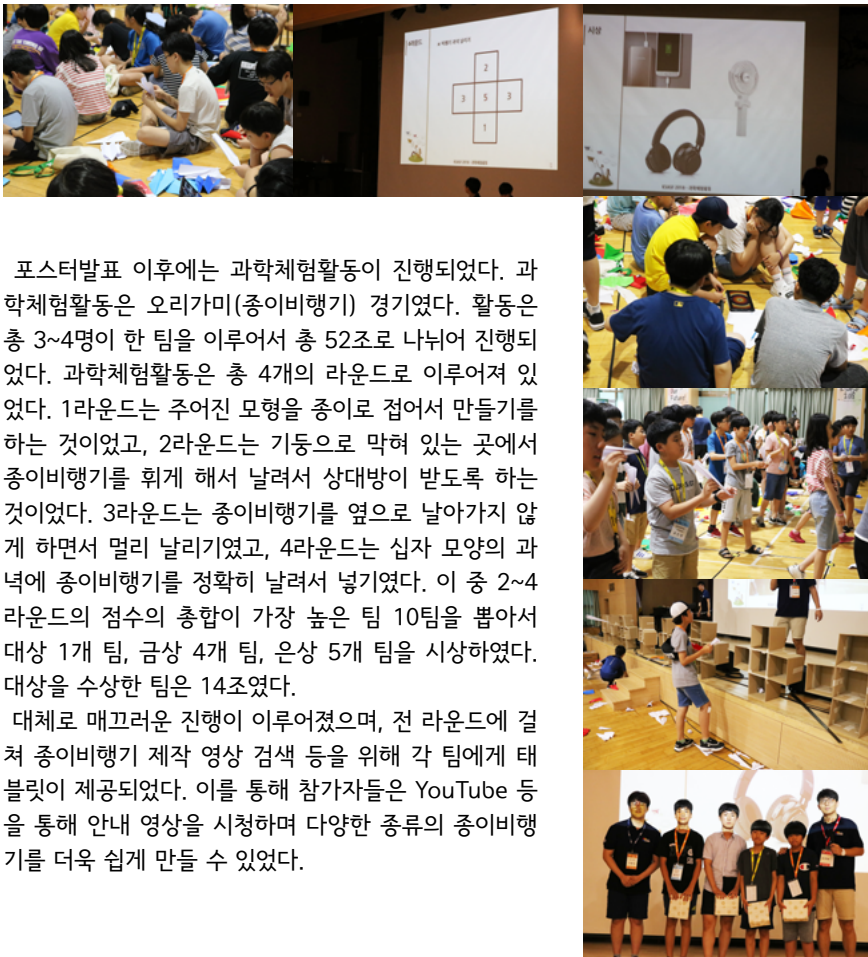 4라운드
시상
2
3 5 3
1
포스터발표 이후에는 과학체험활동이 진행되었다. 과
학체험활동은 오리가미(종이비행기) 경기였다. 활동은
총 3~4명이 한 팀을 이루어서 총 52조로 나뉘어 진행되
었다. 과학체험활동은 총 4개의 라운드로 이루어져 있
었다. 1라운드는 주어진 모형을 종이로 접어서 만들기를
하는 것이었고, 2라운드는 기둥으로 막혀 있는 곳에서
종이비행기를 휘게 해서 날려서 상대방이 받도록 하는
것이었다. 3라운드는 종이비행기를 옆으로 날아가지 않
게 하면서 멀리 날리기였고, 4라운드는 십자 모양의 과
녁에 종이비행기를 정확히 날려서 넣기였다. 이 중 2~4
라운드의 점수의 총합이 가장 높은 팀 10팀을 뽑아서
대상 1개 팀, 금상 4개 팀, 은상 5개 팀을 시상하였다.
대상을 수상한 팀은 14조였다.
대체로 매끄러운 진행이 이루어졌으며, 전 라운드에 걸
쳐 종이비행기 제작 영상 검색 등을 위해 각 팀에게 태
블릿이 제공되었다. 이를 통해 참가자들은 YouTube 등
을 통해 안내 영상을 시청하며 다양한 종류의 종이비행
기를 더욱 쉽게 만들 수 있었다.